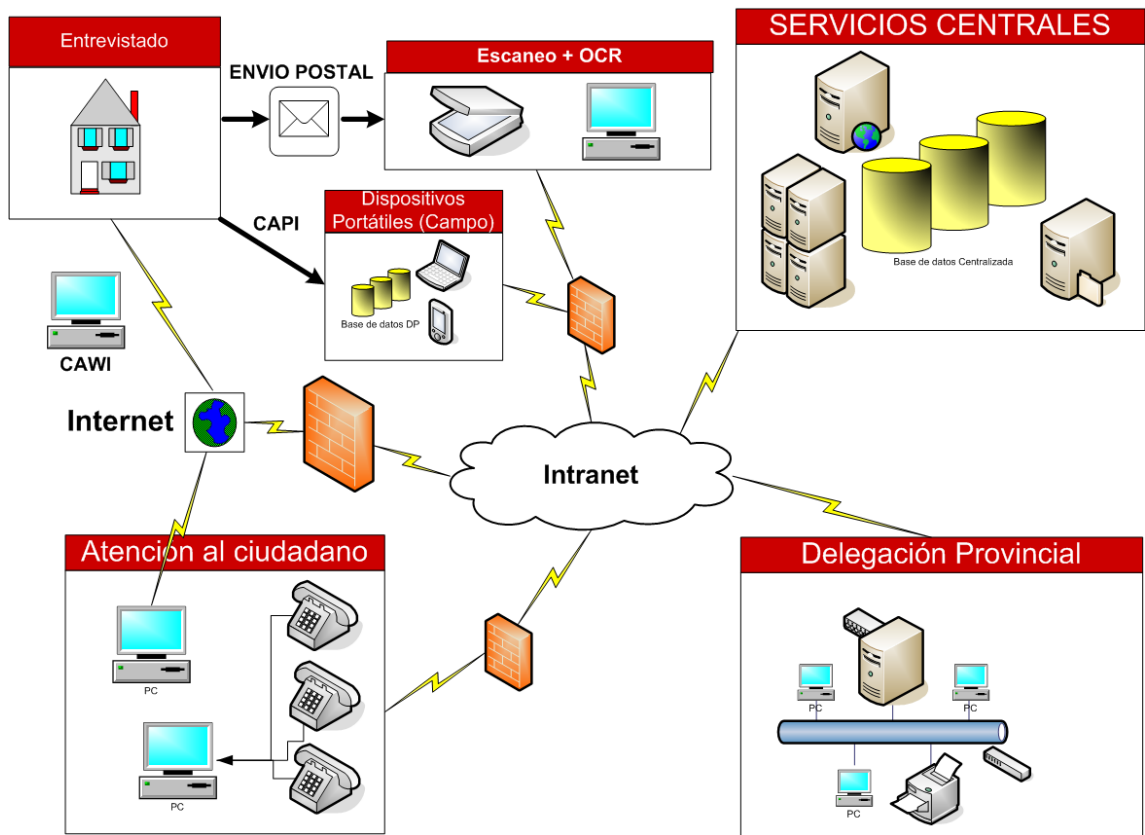 Entrevistado
ENVIO POSTAL
Escaneo + OCR
SERVICIOS CENTRALES
Base de datos Centralizada
CAPI
Dispositivos
Portátiles (Campo)
Base de datos DP
CAWI
Internet
Intranet
Atención al ciudadano
PC
PC
Delegación Provincial
PC
PC
PC